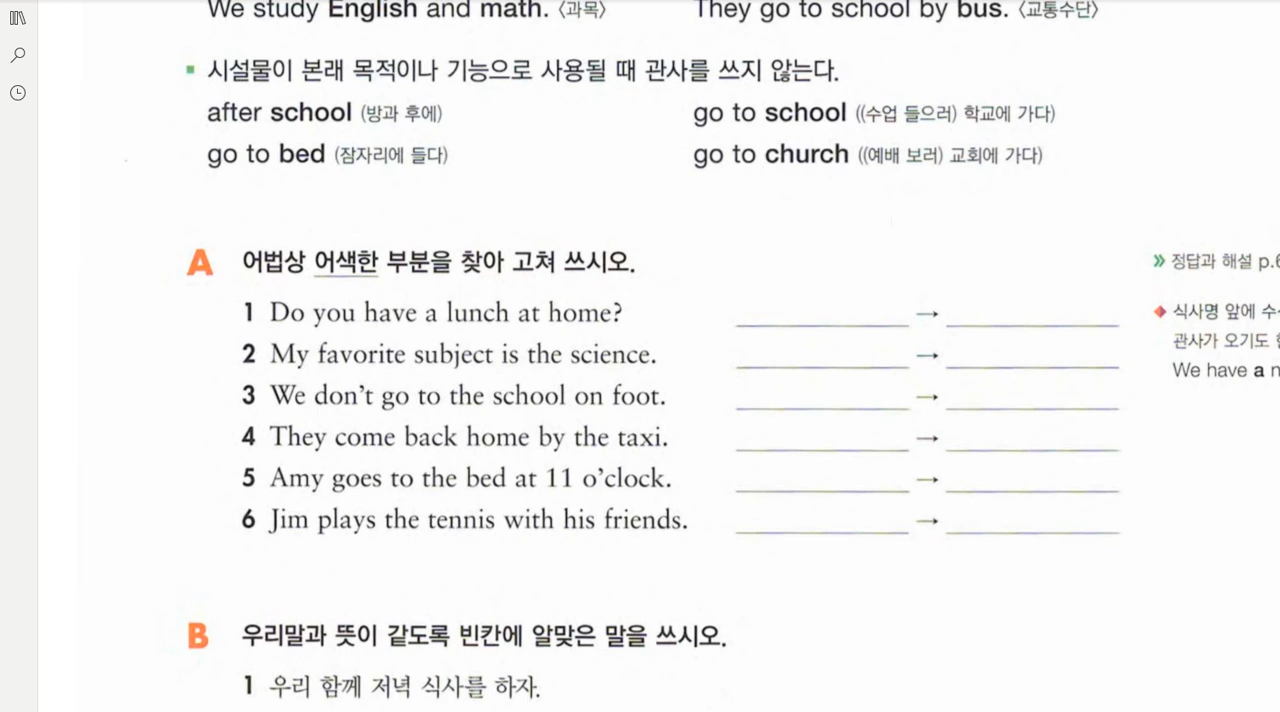 We study English and math. 〈과목〉 They go to school by bus. 〈교통수단〉
시설물이 본래 목적이나 기능으로 사용될 때 관사를 쓰지 않는다.
after school (방과 후에) go to school ((수업 들으러) 학교에 가다)
go to bed (잠자리에 들다) go to church ((예배 보러) 교회에 가다)
A 어법상 어색한 부분을 찾아 고쳐 쓰시오.
» 정답과 해설 p.6
1 Do you have a lunch at home? →
2 My favorite subject is the science. →
3 We don't go to the school on foot. →
4 They come back home by the taxi. →
5 Amy goes to the bed at 11 o'clock. →
6 Jim plays the tennis with his friends. →
식사명 앞에
관사가 오기도
We have a
B 우리말과 뜻이 같도록 빈칸에 알맞은 말을 쓰시오.
1 우리 함께 저녁 식사를 하자.